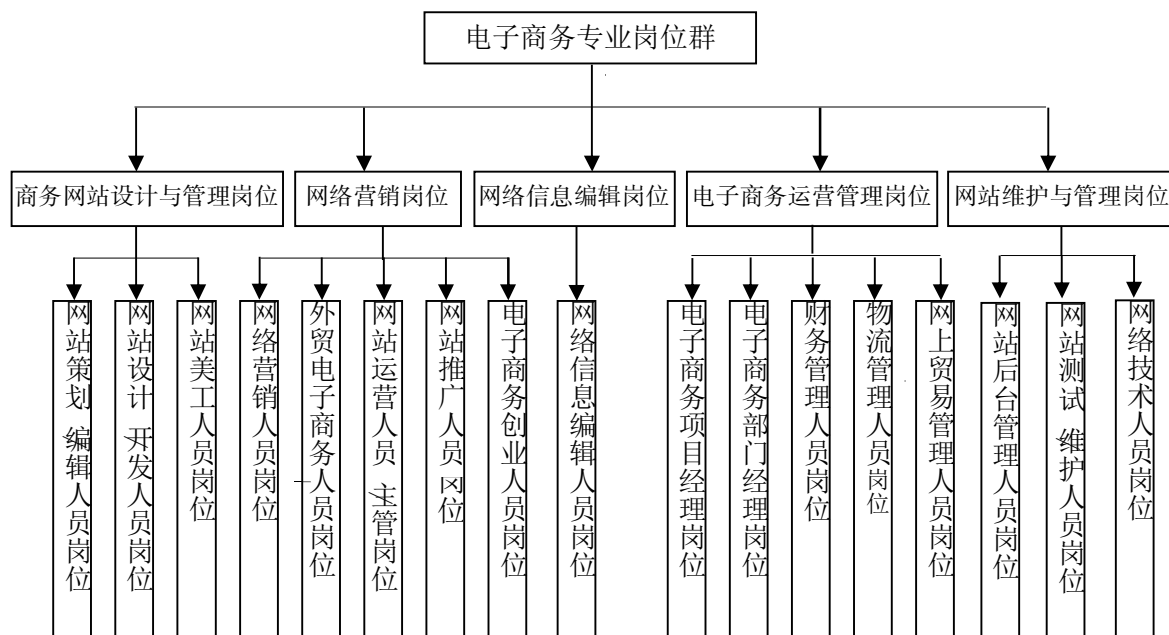 电子商务专业岗位群
商务网站设计与管理岗位
网络营销岗位
网络信息编辑岗位
电子商务运营管理岗位
网站维护与管理岗位
网站策划 编辑人员岗位
网站设计 开发人员岗位
网站美工人员岗位
网络营销人员岗位
外贸电子商务人员岗位
网站运营人员 主管岗位
网站推广人员 冈位
电子商务创业人员岗位
网络信息编辑人员岗位
电子商务项目经理岗位
电子商务部门经理岗位
财务管理人员岗位
物流管理人员岗位
网上贸易管理人员岗位
网站后台管理人员岗位
网站测试 维护人员岗位
网络技术人员岗位